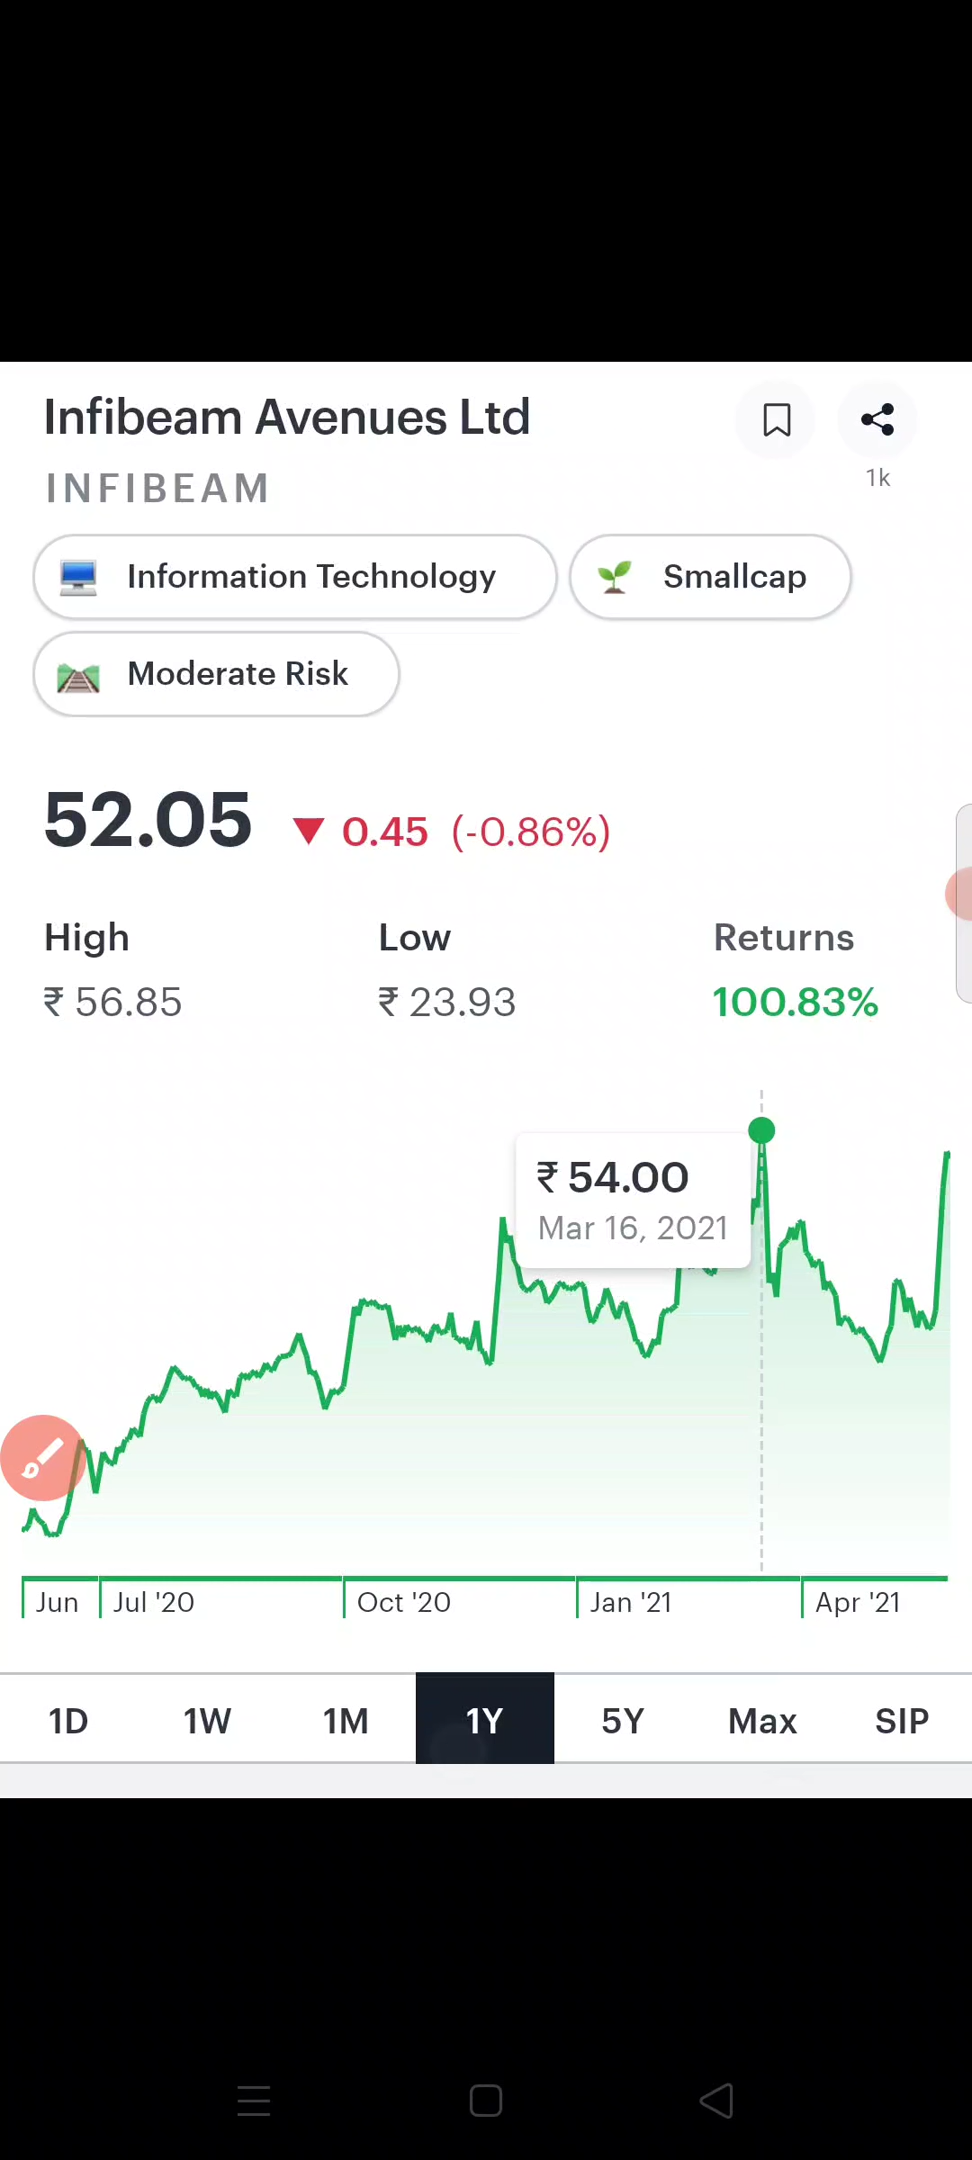 Infibeam Avenues Ltd
INFIBEAM
1k
Information Technology
Smallcap
Moderate Risk
52.05 ▼ 0.45 (-0.86%)
High Low Returns
₹ 56.85 ₹ 23.93 100.83%
₹ 54.00
Mar 16, 2021
Jun Jul '20 Oct '20 Jan '21 Apr '21
1D 1W 1M 1Y 5Y Max SIP